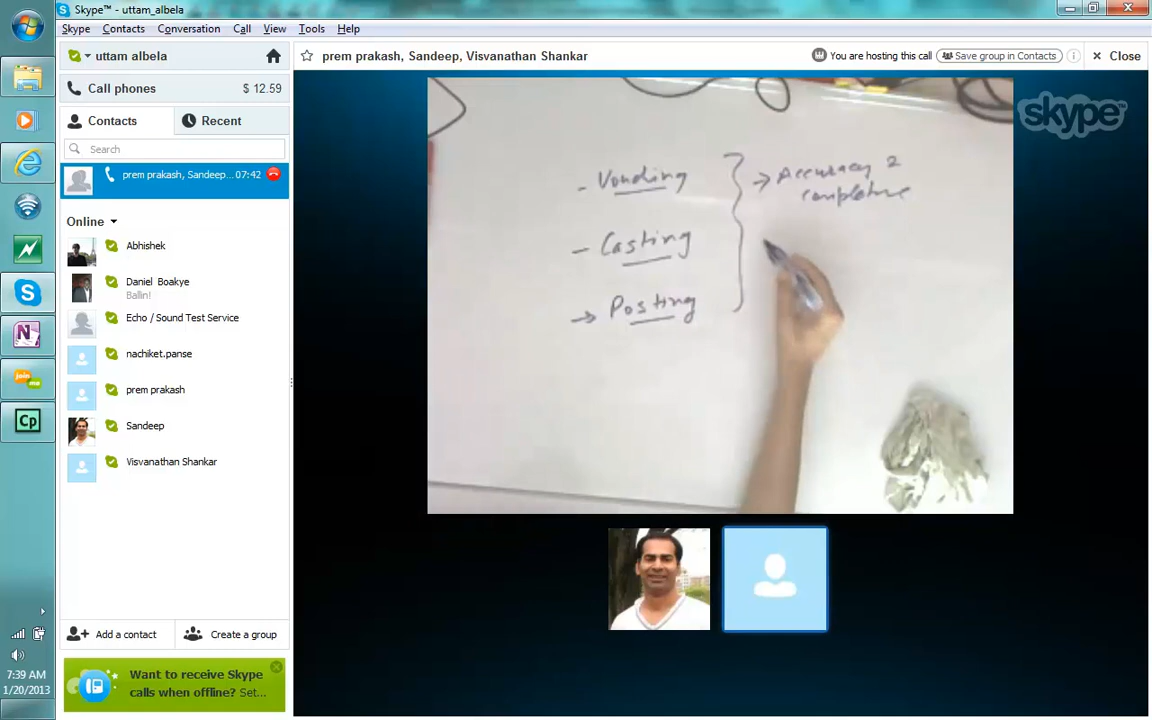 Skype™ - uttam_albela
Skype Contacts Conversation Call View Tools Help
uttam albela
prem prakash, Sandeep, Visvanathan Shankar
You are hosting this call
Save group in Contacts
Close
Call phones
$ 12.59
Contacts
Recent
Search
prem prakash, Sandeep...
07:42
Online
Abhishek
Daniel Boakye
Ballin!
Echo / Sound Test Service
nachiket.panse
prem prakash
Sandeep
Visvanathan Shankar
Add a contact
Create a group
Want to receive Skype
calls when offline? Set...
7:39 AM
1/20/2013
join
me
Cp
skype
- Vouching
- Casting
→ Posting
→ Accuracy &